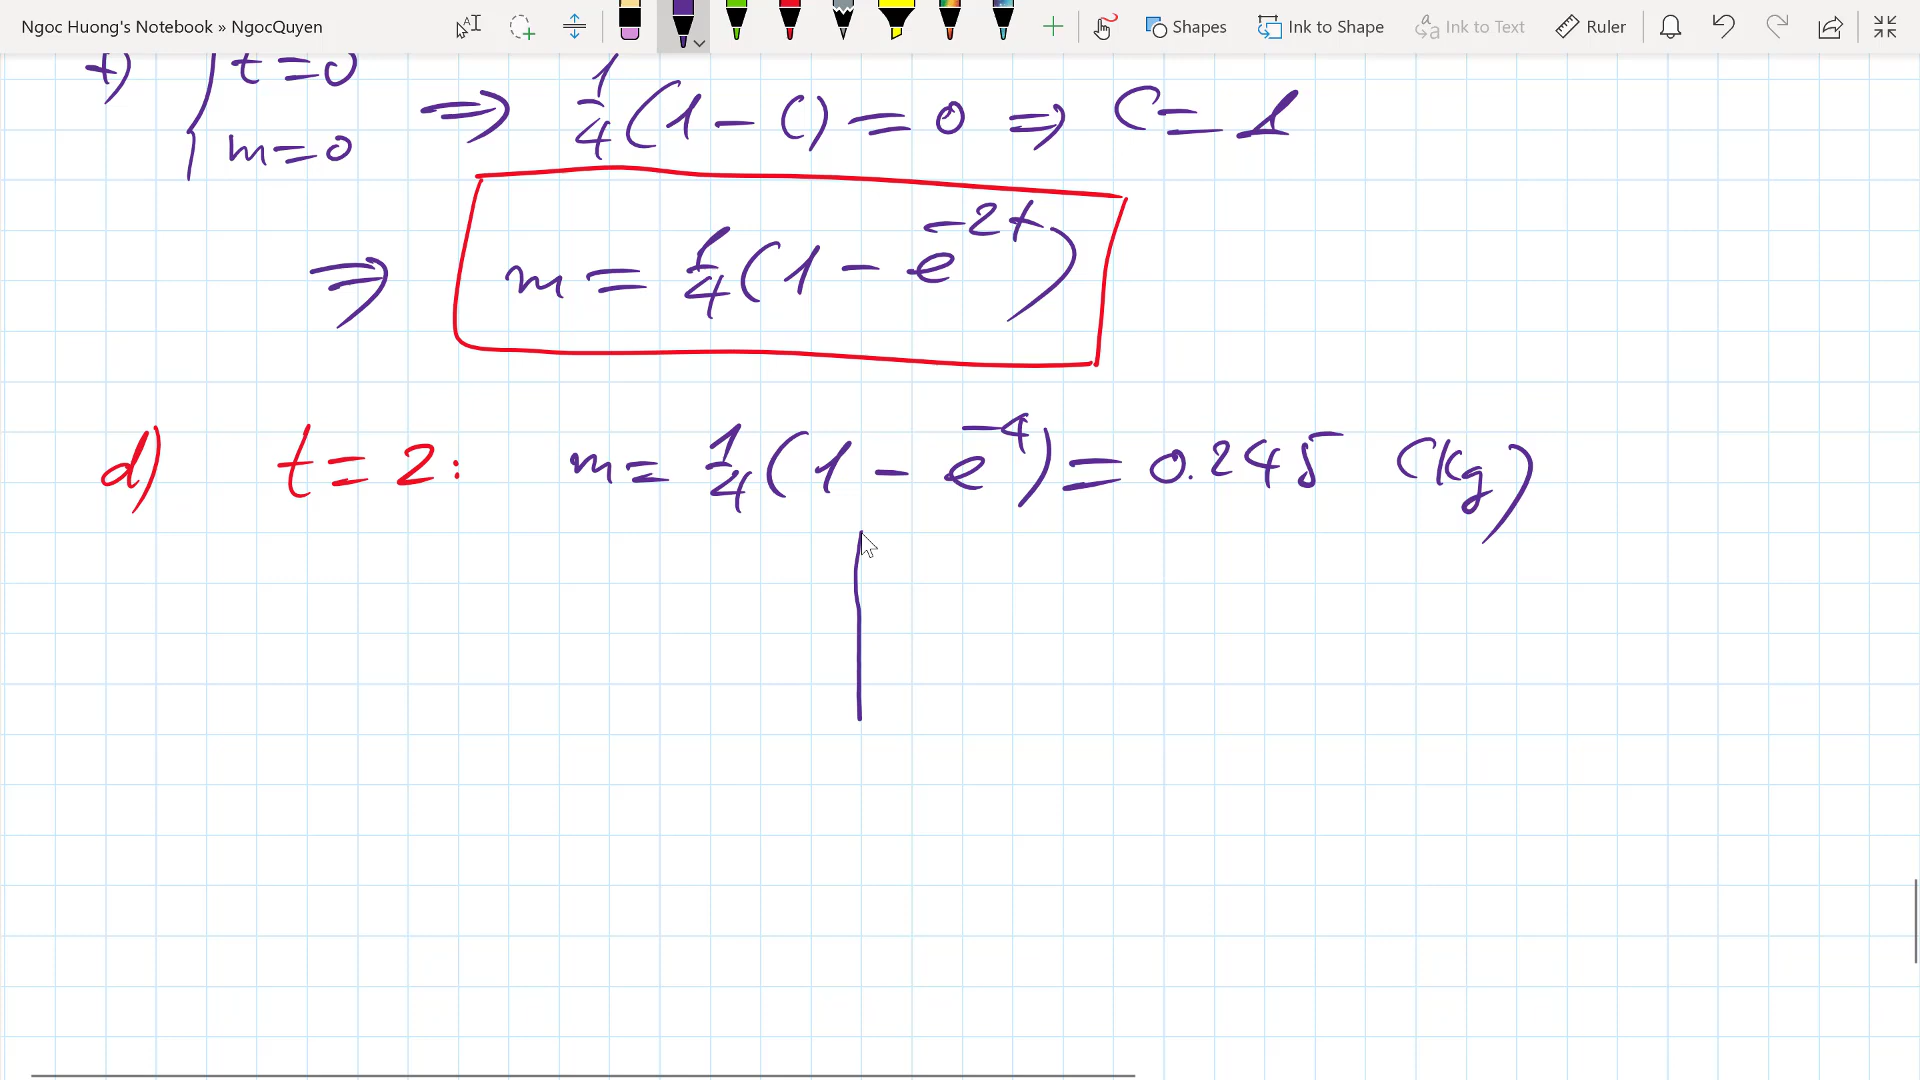 Ngoc Huong's Notebook » NgocQuyen
Shapes
Ink to Shape
Ink to Text
Ruler
+) { t = 0
m = 0 ⇒ 1/4 (1 - C) = 0 ⇒ C = 1
⇒ m = 1/4 (1 - e^{-2t})
d) t = 2: m = 1/4 (1 - e^{-4}) = 0.245 (kg)